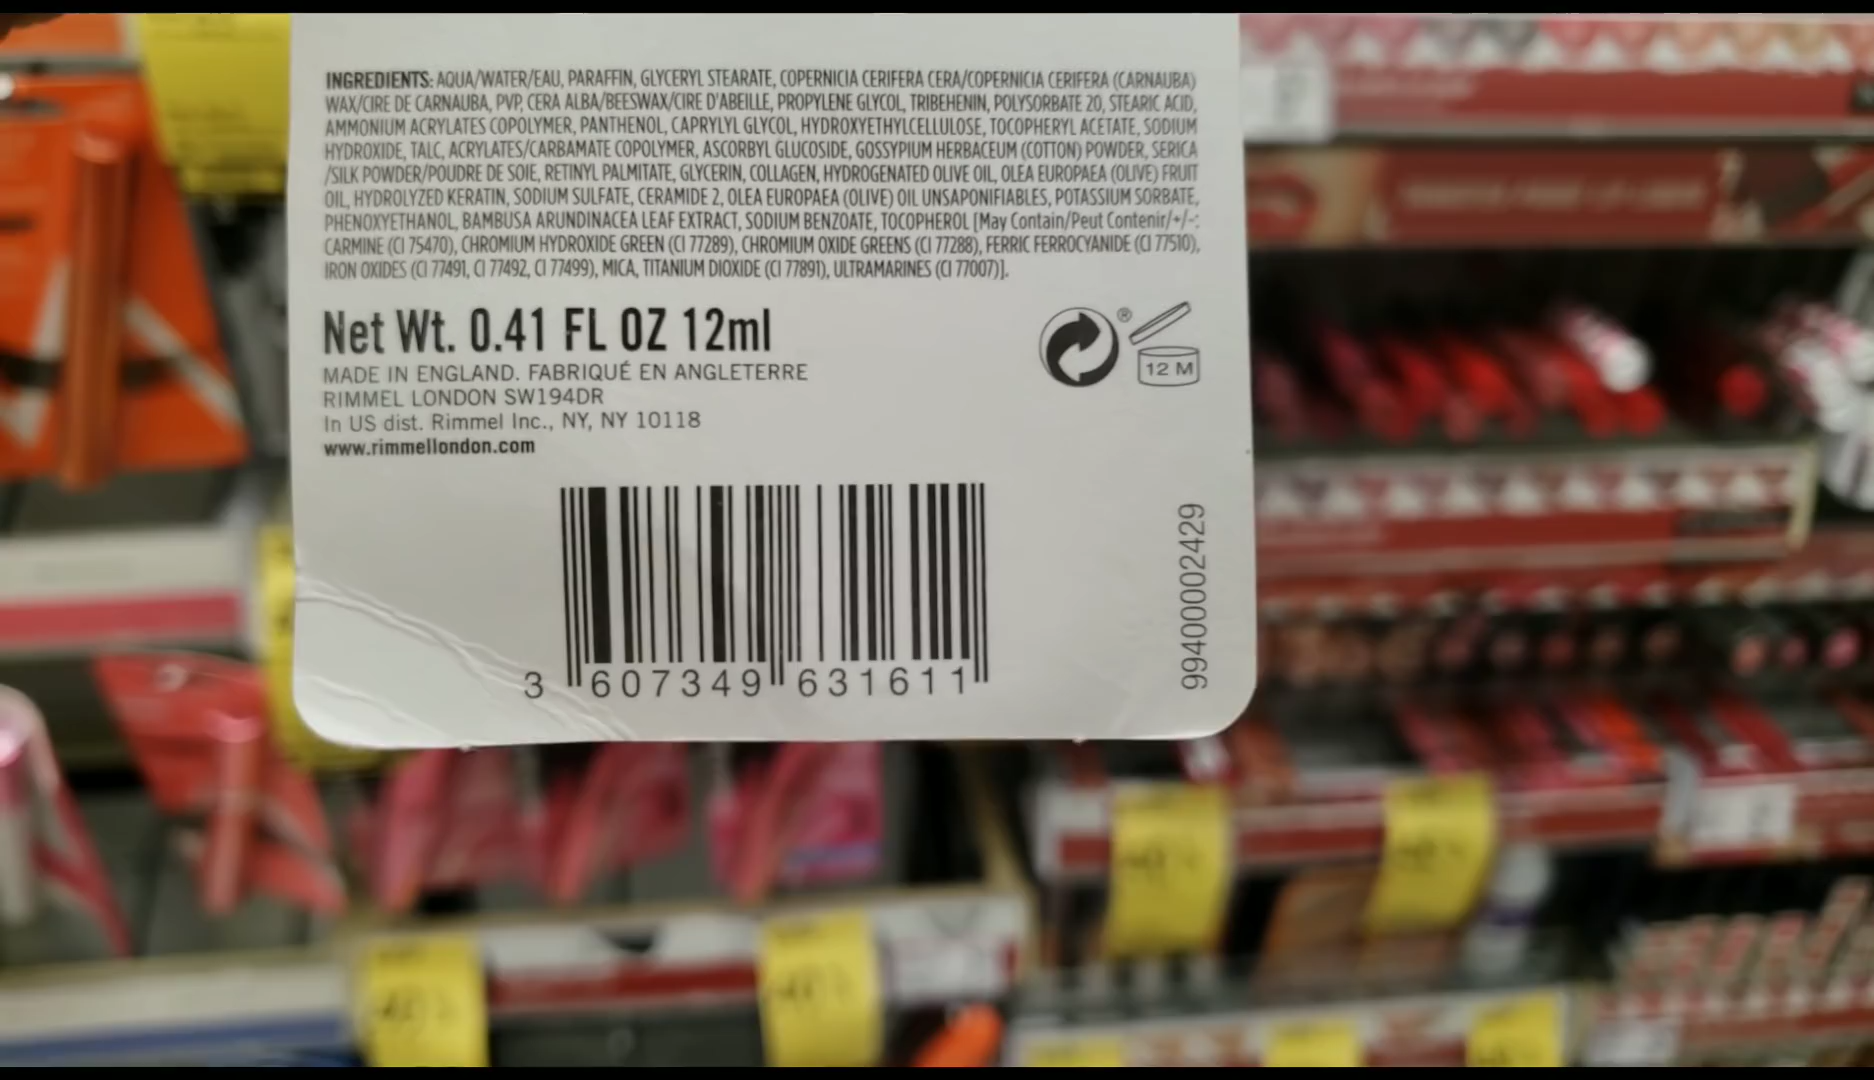 INGREDIENTS: AQUA/WATER/EAU, PARAFFIN, GLYCERYL STEARATE, COPERNICIA CERIFERA CERA/COPERNICIA CERIFERA (CARNAUBA)
WAX/CIRE DE CARNAUBA, PVP, CERA ALBA/BEESWAX/CIRE D'ABEILLE, PROPYLENE GLYCOL, TRIBEHENIN, POLYSORBATE 20, STEARIC ACID,
AMMONIUM ACRYLATES COPOLYMER, PANTHENOL, CAPRYLYL GLYCOL, HYDROXYETHYLCELLULOSE, TOCOPHERYL ACETATE, SODIUM
HYDROXIDE, TALC, ACRYLATES/CARBAMATE COPOLYMER, ASCORBYL GLUCOSIDE, GOSSYPIUM HERBACEUM (COTTON) POWDER, SERICA
/SILK POWDER/POUDRE DE SOIE, RETINYL PALMITATE, GLYCERIN, COLLAGEN, HYDROGENATED OLIVE OIL, OLEA EUROPAEA (OLIVE) FRUIT
OIL, HYDROLYZED KERATIN, SODIUM SULFATE, CERAMIDE 2, OLEA EUROPAEA (OLIVE) OIL UNSAPONIFIABLES, POTASSIUM SORBATE,
PHENOXYETHANOL, BAMBUSA ARUNDINACEA LEAF EXTRACT, SODIUM BENZOATE, TOCOPHEROL [May Contain/Peut Contenir/+/-:
CARMINE (CI 75470), CHROMIUM HYDROXIDE GREEN (CI 77289), CHROMIUM OXIDE GREENS (CI 77288), FERRIC FERROCYANIDE (CI 77510),
IRON OXIDES (CI 77491, CI 77492, CI 77499), MICA, TITANIUM DIOXIDE (CI 77891), ULTRAMARINES (CI 77007)].
Net Wt. 0.41 FL OZ 12ml
MADE IN ENGLAND. FABRIQUÉ EN ANGLETERRE
RIMMEL LONDON SW194DR
In US dist. Rimmel Inc., NY, NY 10118
www.rimmellondon.com
®
12 M
3 607349 631611
99400002429